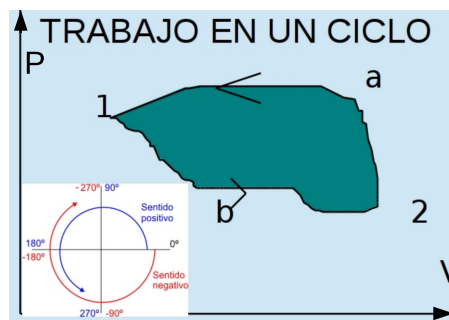 TRABAJO EN UN CICLO
P
a
1
b
2
V
-270º 90º
Sentido
positivo
180º
-180º
0º
Sentido
negativo
270º -90º